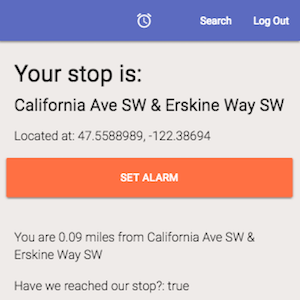 Search Log Out
Your stop is:
California Ave SW & Erskine Way SW
Located at: 47.5588989, -122.38694
SET ALARM
You are 0.09 miles from California Ave SW &
Erskine Way SW
Have we reached our stop?: true